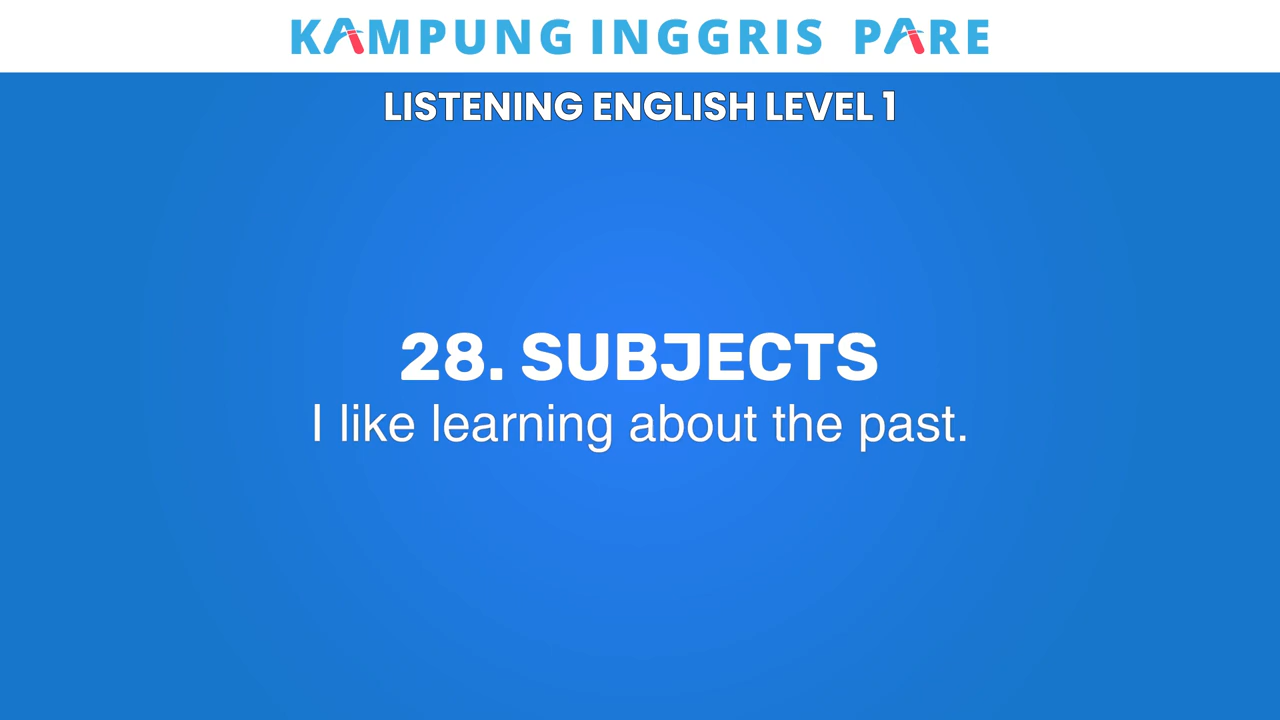 KAMPUNG INGGRIS PARE
LISTENING ENGLISH LEVEL 1
28. SUBJECTS
I like learning about the past.